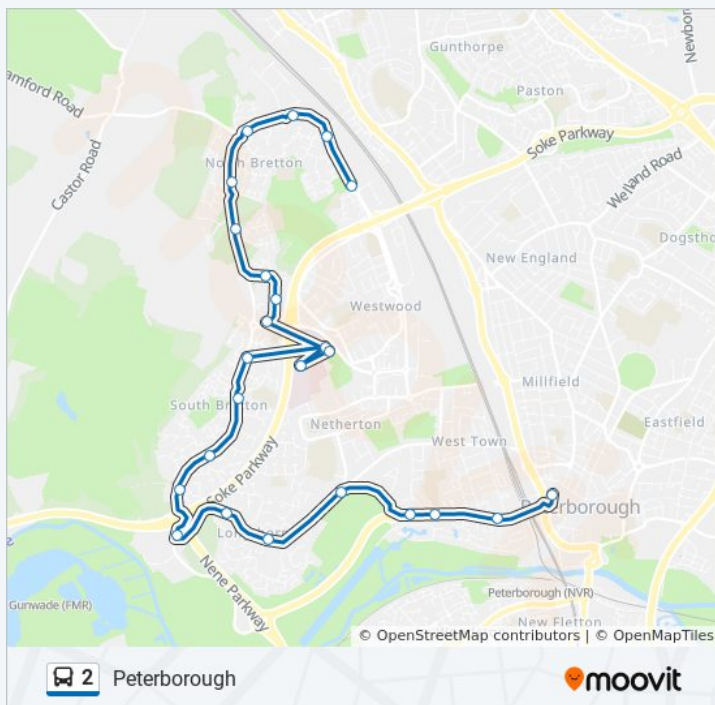 Gunthorpe
Newbor
amford Road
Paston
Soke Parkway
Castor Road
North Bretton
Welland Road
Dogstho
New England
Westwood
Millfield
South Bretton
Eastfield
Netherton
West Town
Soke Parkway
Peterborough
Longthorp
Nene Parkway
Gunwade (FMR)
Peterborough (NVR)
New Fletton
© OpenStreetMap contributors | © OpenMapTiles
2 Peterborough
moovit